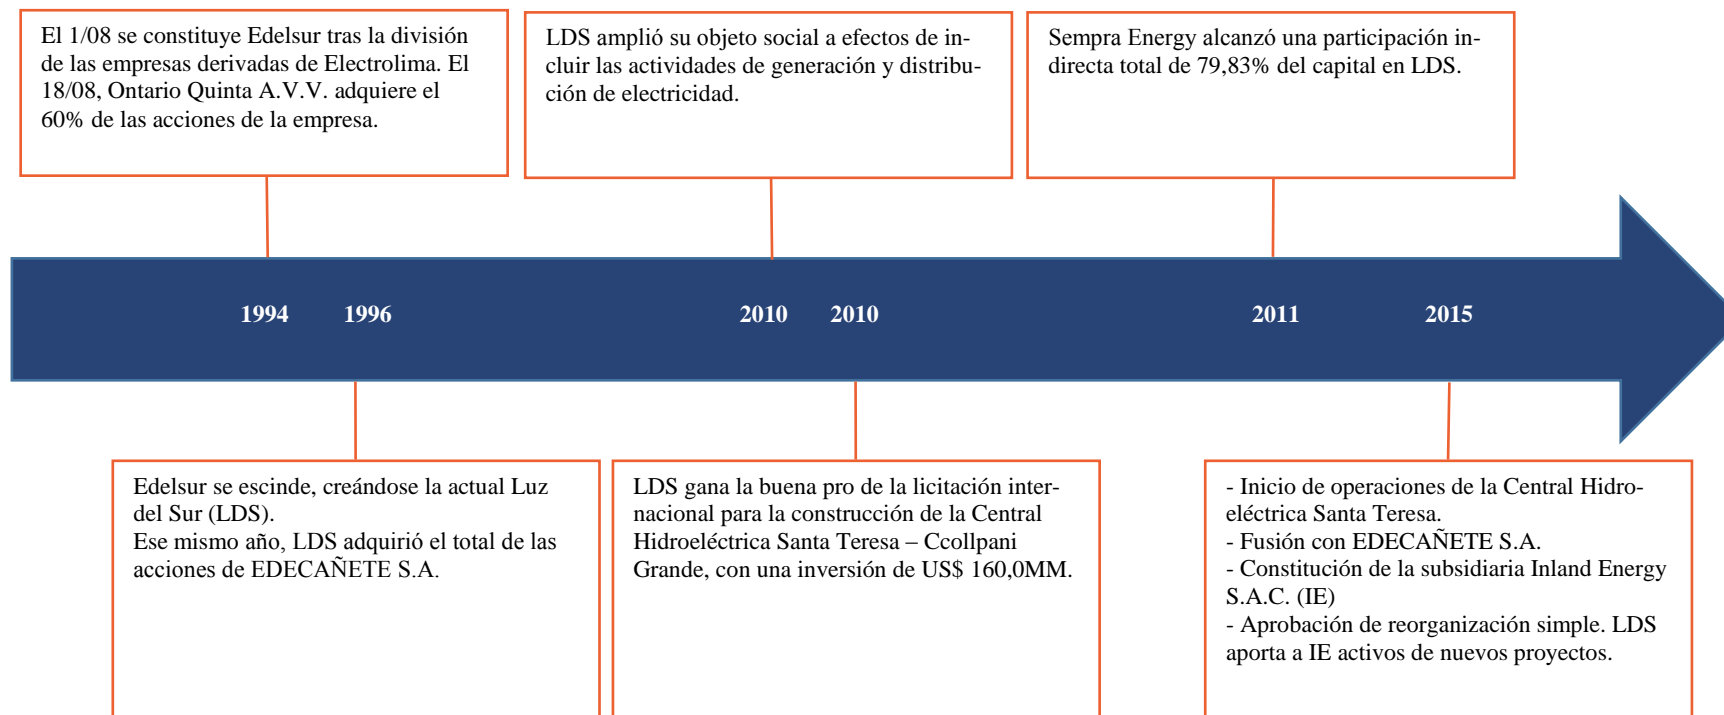 El 1/08 se constituye Edelsur tras la división
de las empresas derivadas de Electrolima. El
18/08, Ontario Quinta A.V.V. adquiere el
60% de las acciones de la empresa.
LDS amplió su objeto social a efectos de in-
cluir las actividades de generación y distribu-
ción de electricidad.
Sempra Energy alcanzó una participación in-
directa total de 79,83% del capital en LDS.
1994 1996 2010 2010 2011 2015
Edelsur se escinde, creándose la actual Luz
del Sur (LDS).
Ese mismo año, LDS adquirió el total de las
acciones de EDECAÑETE S.A.
LDS gana la buena pro de la licitación inter-
nacional para la construcción de la Central
Hidroeléctrica Santa Teresa – Ccollpani
Grande, con una inversión de US$ 160,0MM.
- Inicio de operaciones de la Central Hidro-
eléctrica Santa Teresa.
- Fusión con EDECAÑETE S.A.
- Constitución de la subsidiaria Inland Energy
S.A.C. (IE)
- Aprobación de reorganización simple. LDS
aporta a IE activos de nuevos proyectos.